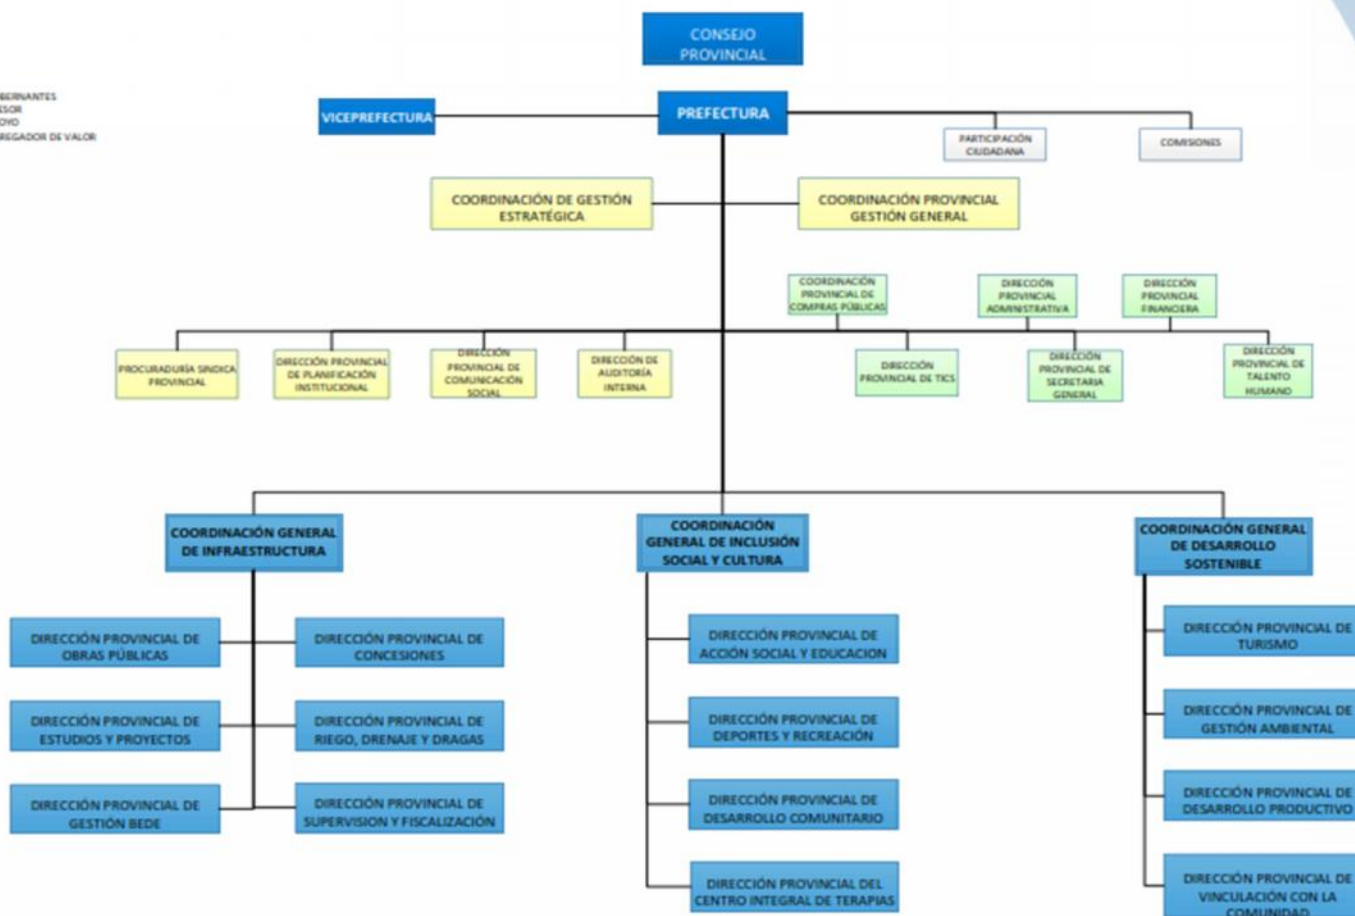 CONSEJO
PROVINCIAL
BERNANTES
ESOR
OYO
REGADOR DE VALOR
VICEPREFECTURA
PREFECTURA
PARTICIPACIÓN
CIUDADANA
COMISIONES
COORDINACIÓN DE GESTIÓN
ESTRATÉGICA
COORDINACIÓN PROVINCIAL
GESTIÓN GENERAL
COORDINACIÓN
PROVINCIAL DE
COMPRAS PÚBLICAS
DIRECCIÓN
PROVINCIAL
ADMINISTRATIVA
DIRECCIÓN
PROVINCIAL
FINANCIERA
PROCURADURÍA SINDICA
PROVINCIAL
DIRECCIÓN PROVINCIAL
DE PLANIFICACIÓN
INSTITUCIONAL
DIRECCIÓN
PROVINCIAL DE
COMUNICACIÓN
SOCIAL
DIRECCIÓN DE
AUDITORÍA
INTERNA
DIRECCIÓN
PROVINCIAL DE TICS
DIRECCIÓN
PROVINCIAL DE
SECRETARIA
GENERAL
DIRECCIÓN
PROVINCIAL DE
TALENTO
HUMANO
COORDINACIÓN GENERAL
DE INFRAESTRUCTURA
COORDINACIÓN
GENERAL DE INCLUSIÓN
SOCIAL Y CULTURA
COORDINACIÓN GENERAL
DE DESARROLLO
SOSTENIBLE
DIRECCIÓN PROVINCIAL DE
OBRAS PÚBLICAS
DIRECCIÓN PROVINCIAL DE
CONCESIONES
DIRECCIÓN PROVINCIAL DE
ACCIÓN SOCIAL Y EDUCACION
DIRECCIÓN PROVINCIAL DE
TURISMO
DIRECCIÓN PROVINCIAL DE
ESTUDIOS Y PROYECTOS
DIRECCIÓN PROVINCIAL DE
RIEGO, DRENAJE Y DRAGAS
DIRECCIÓN PROVINCIAL DE
DEPORTES Y RECREACIÓN
DIRECCIÓN PROVINCIAL DE
GESTIÓN AMBIENTAL
DIRECCIÓN PROVINCIAL DE
GESTIÓN BEDE
DIRECCIÓN PROVINCIAL DE
SUPERVISION Y FISCALIZACIÓN
DIRECCIÓN PROVINCIAL DE
DESARROLLO COMUNITARIO
DIRECCIÓN PROVINCIAL DE
DESARROLLO PRODUCTIVO
DIRECCIÓN PROVINCIAL DEL
CENTRO INTEGRAL DE TERAPIAS
DIRECCIÓN PROVINCIAL DE
VINCULACIÓN CON LA
COMUNIDAD